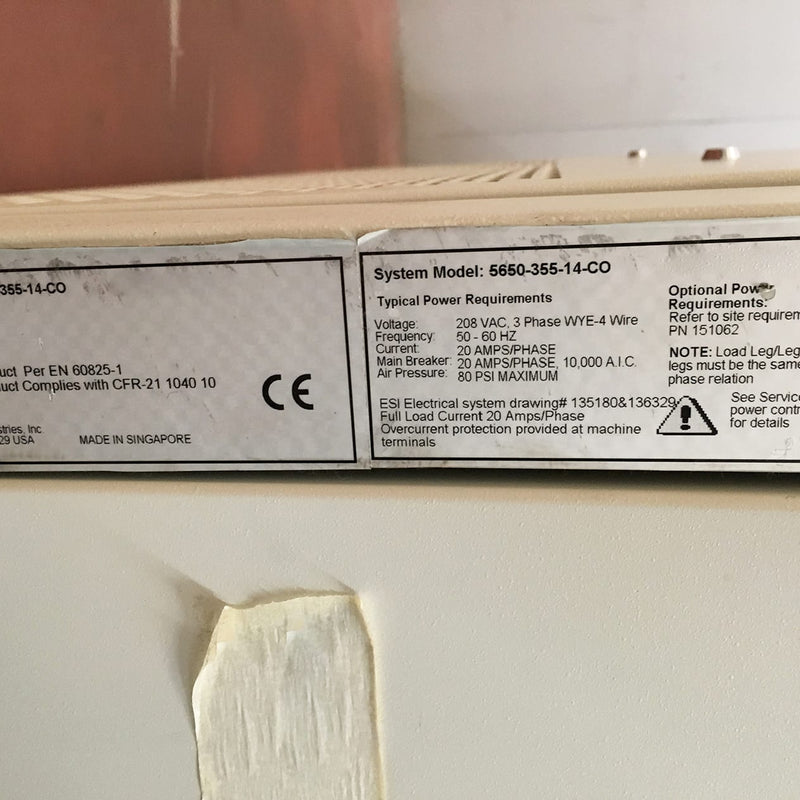 355-14-CO
uct Per EN 60825-1
duct Complies with CFR-21 1040 10
CE
stries, Inc
29 USA MADE IN SINGAPORE
System Model: 5650-355-14-CO
Typical Power Requirements
Voltage: 208 VAC, 3 Phase WYE-4 Wire
Frequency: 50 - 60 HZ
Current: 20 AMPS/PHASE
Main Breaker: 20 AMPS/PHASE, 10,000 A.I.C.
Air Pressure: 80 PSI MAXIMUM
ESI Electrical system drawing# 135180&136329
Full Load Current 20 Amps/Phase
Overcurrent protection provided at machine
terminals
Optional Power
Requirements:
Refer to site requirem
PN 151062
NOTE: Load Leg/Leg
legs must be the same
phase relation
See Servic
power contr
for details